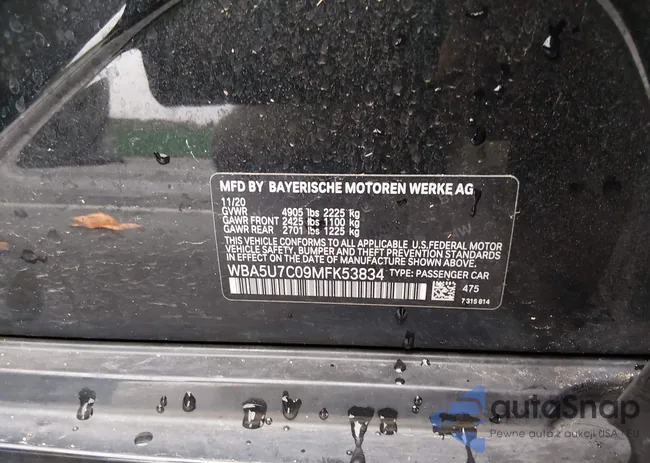 MFD BY BAYERISCHE MOTOREN WERKE AG
11/20
GVWR 4905 lbs 2225 kg
GAWR FRONT 2425 lbs 1100 kg
GAWR REAR 2701 lbs 1225 kg
THIS VEHICLE CONFORMS TO ALL APPLICABLE U.S.FEDERAL MOTOR
VEHICLE SAFETY, BUMPER AND THEFT PREVENTION STANDARDS
IN EFFECT ON THE DATE OF MANUFACTURE SHOWN ABOVE.
WBA5U7C09MFK53834 TYPE: PASSENGER CAR
475
7 315 814
autoSnap
Pewne auta z aukcji USA i EU